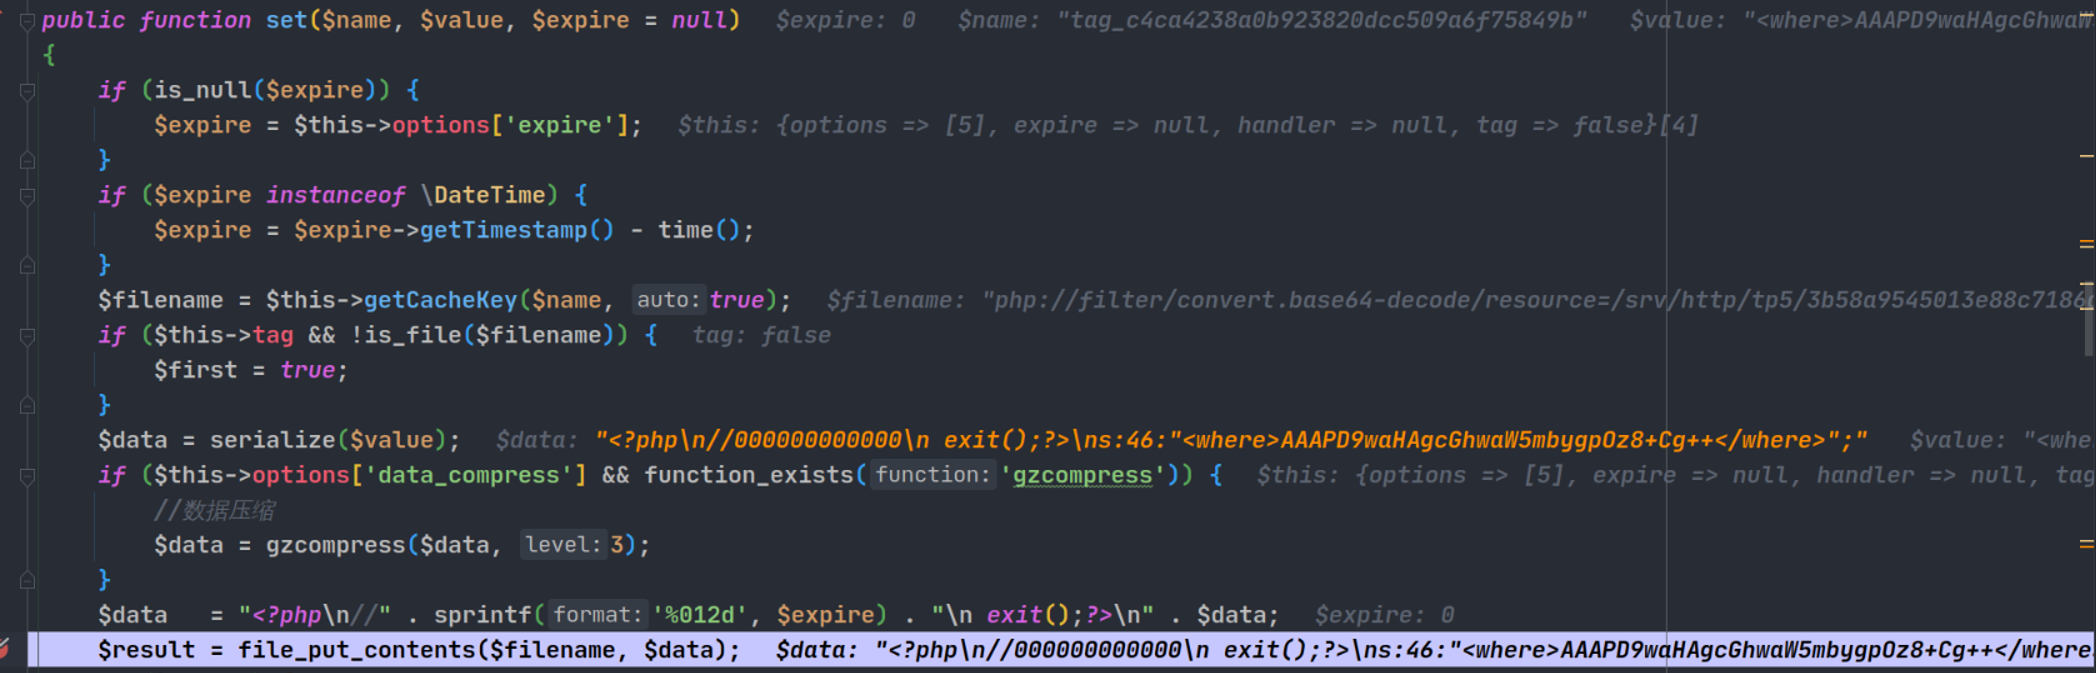 public function set($name, $value, $expire = null) $expire: 0 $name: "tag_c4ca4238a0b923820dcc509a6f75849b" $value: "<where>AAAPD9waHAgcGhwaW
{
if (is_null($expire)) {
$expire = $this->options['expire']; $this: {options => [5], expire => null, handler => null, tag => false}[4]
}
if ($expire instanceof \DateTime) {
$expire = $expire->getTimestamp() - time();
}
$filename = $this->getCacheKey($name, auto: true); $filename: "php://filter/convert.base64-decode/resource=/srv/http/tp5/3b58a9545013e88c7186
if ($this->tag && !is_file($filename)) { tag: false
$first = true;
}
$data = serialize($value); $data: "<?php\n//000000000000\n exit();?>\ns:46:"<where>AAAPD9waHAgcGhwaW5mbygpOz8+Cg++</where>";" $value: "<whe
if ($this->options['data_compress'] && function_exists( function: 'gzcompress')) { $this: {options => [5], expire => null, handler => null, tag
//数据压缩
$data = gzcompress($data, level: 3);
}
$data = "<?php\n//" . sprintf( format: '%012d', $expire) . "\n exit();?>\n" . $data; $expire: 0
$result = file_put_contents($filename, $data); $data: "<?php\n//000000000000\n exit();?>\ns:46:"<where>AAAPD9waHAgcGhwaW5mbygpOz8+Cg++</where